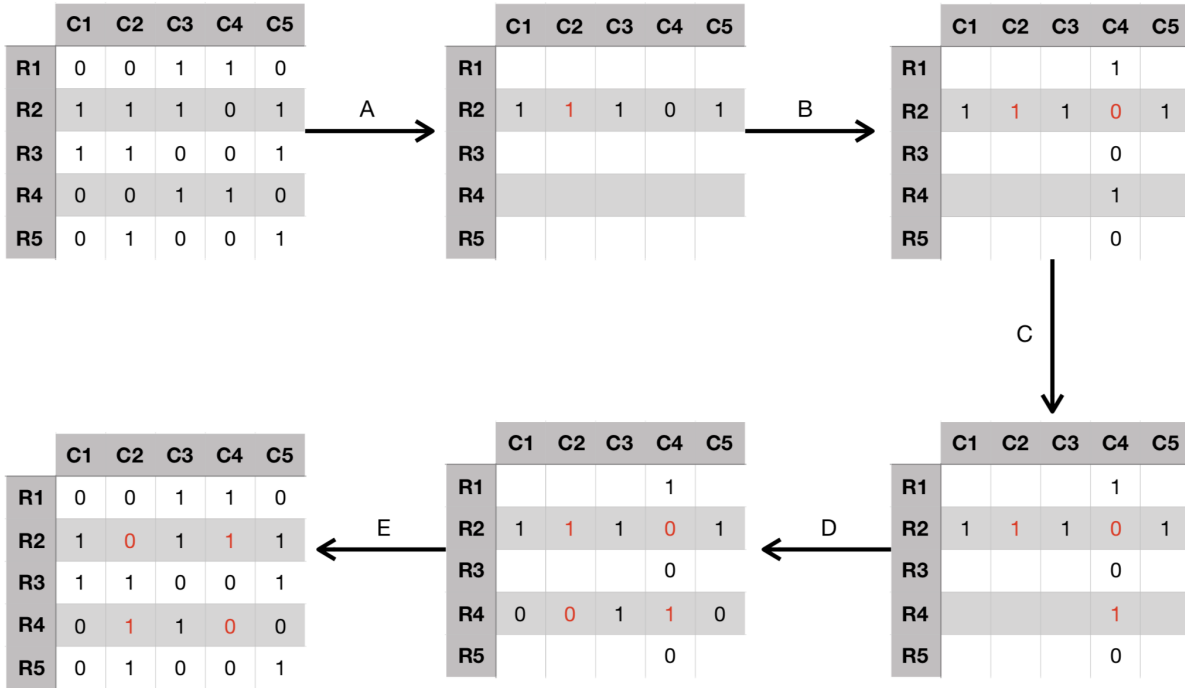 C1 C2 C3 C4 C5
R1 0 0 1 1 0
R2 1 1 1 0 1
R3 1 1 0 0 1
R4 0 0 1 1 0
R5 0 1 0 0 1
A
C1 C2 C3 C4 C5
R1
R2 1 1 1 0 1
R3
R4
R5
B
C1 C2 C3 C4 C5
R1 1
R2 1 1 1 0 1
R3 0
R4 1
R5 0
C
C1 C2 C3 C4 C5
R1 1
R2 1 1 1 0 1
R3 0
R4 1
R5 0
D
C1 C2 C3 C4 C5
R1 1
R2 1 1 1 0 1
R3 0
R4 0 0 1 1 0
R5 0
E
C1 C2 C3 C4 C5
R1 0 0 1 1 0
R2 1 0 1 1 1
R3 1 1 0 0 1
R4 0 1 1 0 0
R5 0 1 0 0 1